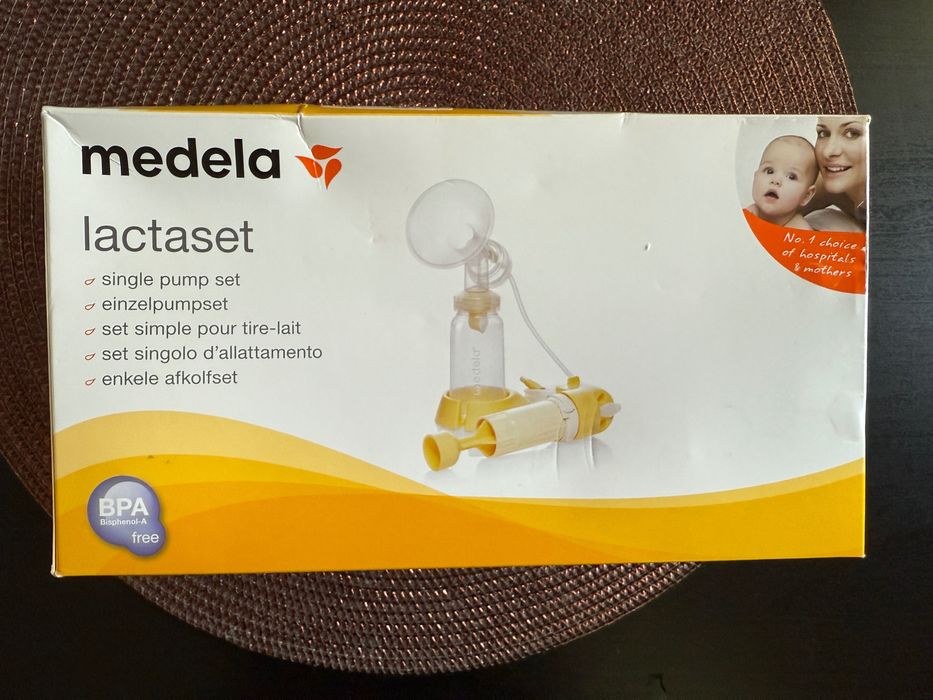 medela
lactaset
single pump set
einzelpumpset
set simple pour tire-lait
set singolo d'allattamento
enkele afkolfset
No. 1 choice
of hospitals
& mothers
medela
BPA
Bisphenol-A
free